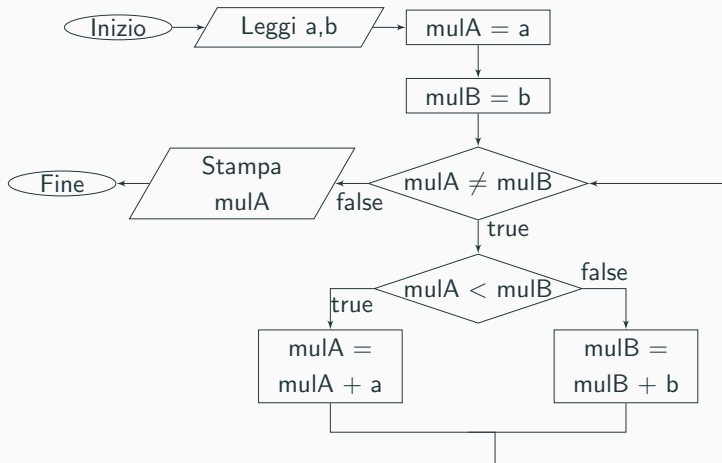 Inizio
Leggi a,b
mulA = a
mulB = b
mulA ≠ mulB
false
Stampa
mulA
Fine
true
mulA < mulB
true
false
mulA =
mulA + a
mulB =
mulB + b